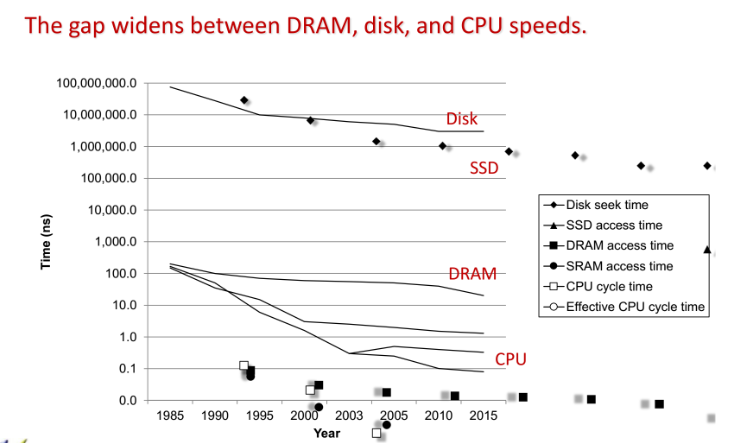 The gap widens between DRAM, disk, and CPU speeds.
100,000,000.0
10,000,000.0
1,000,000.0
100,000.0
10,000.0
1,000.0
100.0
10.0
1.0
0.1
0.0
Time (ns)
Disk
SSD
DRAM
CPU
Disk seek time
SSD access time
DRAM access time
SRAM access time
CPU cycle time
Effective CPU cycle time
1985 1990 1995 2000 2003 2005 2010 2015
Year